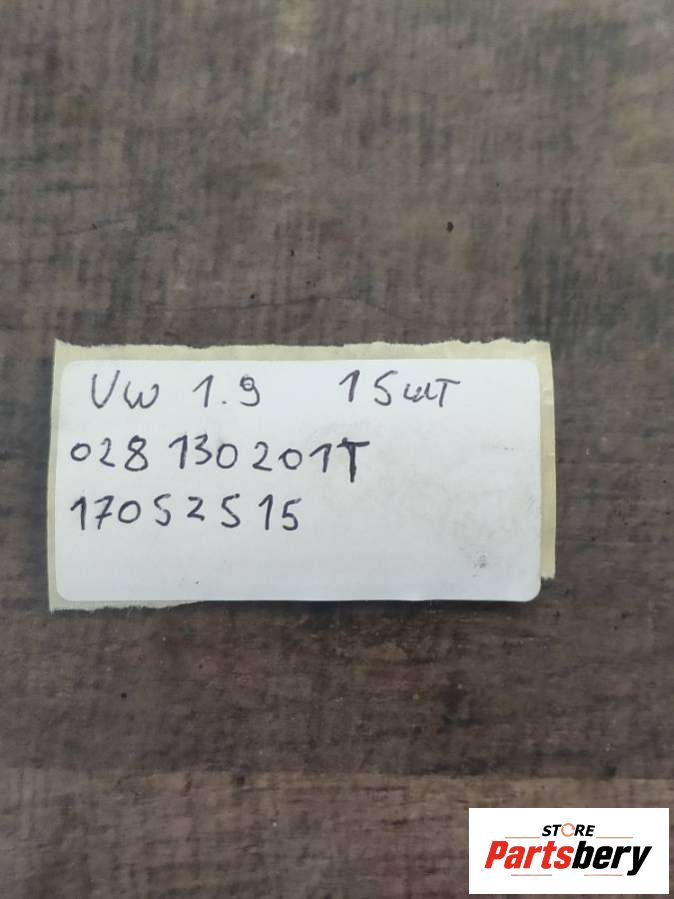 VW 1.9 15шт
028 130 201T
17052515
STORE
Partsbery